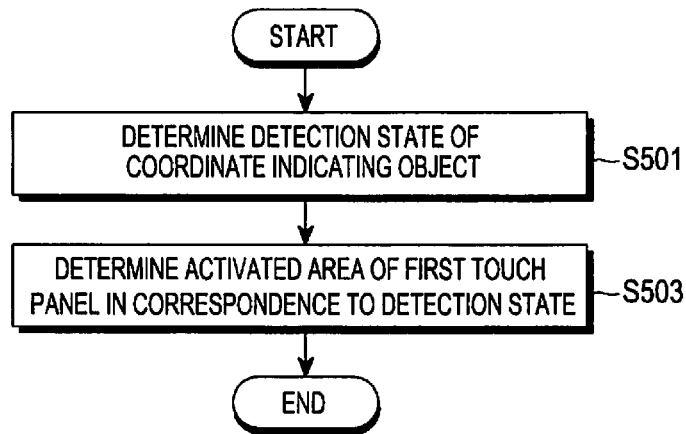 START
DETERMINE DETECTION STATE OF
COORDINATE INDICATING OBJECT
S501
DETERMINE ACTIVATED AREA OF FIRST TOUCH
PANEL IN CORRESPONDENCE TO DETECTION STATE
S503
END